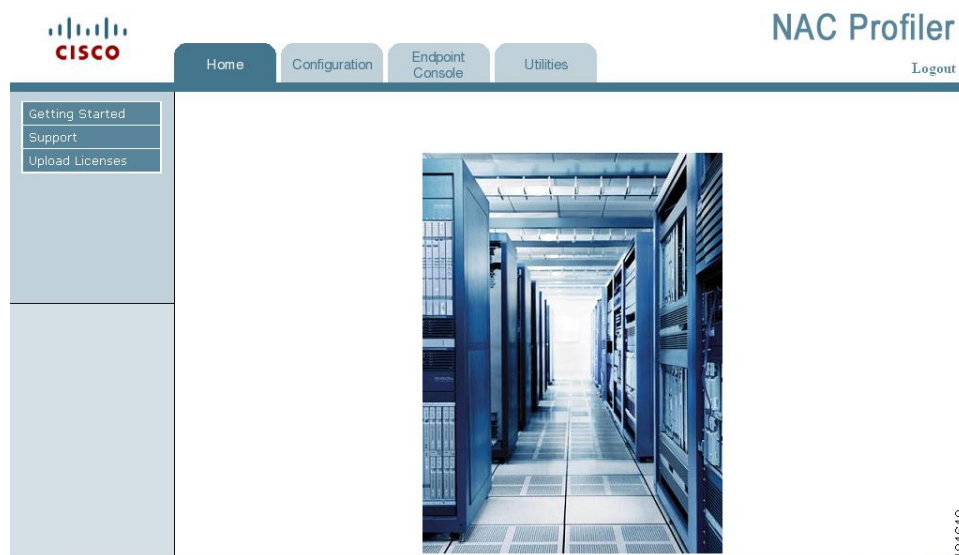 CISCO
NAC Profiler
Home
Configuration
Endpoint
Console
Utilities
Logout
Getting Started
Support
Upload Licenses